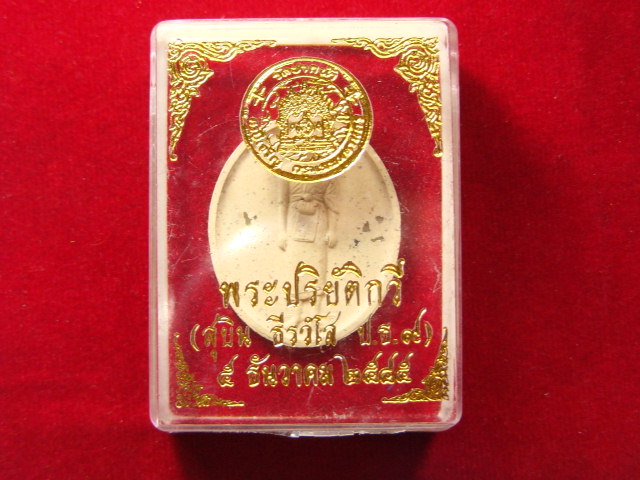 พระปริยัติกวี
(สุบิน ธีรวํโส ป.ธ.๙)
๕ ธันวาคม ๒๕๔๕